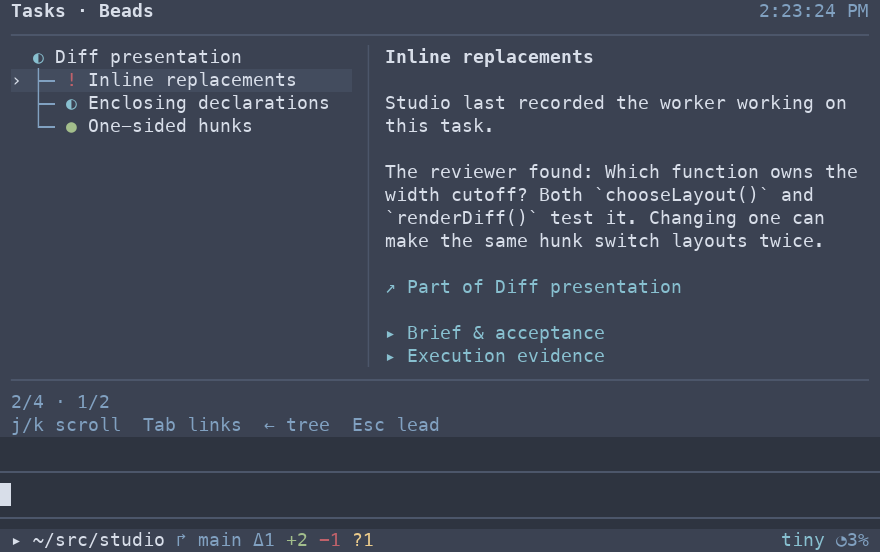 Tasks · Beads 2:23:24 PM
◐ Diff presentation
› ├─ ! Inline replacements
├─ ◐ Enclosing declarations
└─ ● One−sided hunks
Inline replacements
Studio last recorded the worker working on
this task.
The reviewer found: Which function owns the
width cutoff? Both `chooseLayout()` and
`renderDiff()` test it. Changing one can
make the same hunk switch layouts twice.
↗ Part of Diff presentation
▸ Brief & acceptance
▸ Execution evidence
2/4 · 1/2
j/k scroll  Tab links  ← tree  Esc lead
▸ ~/src/studio ↱ main Δ1 +2 −1 ?1 tiny ◔3%